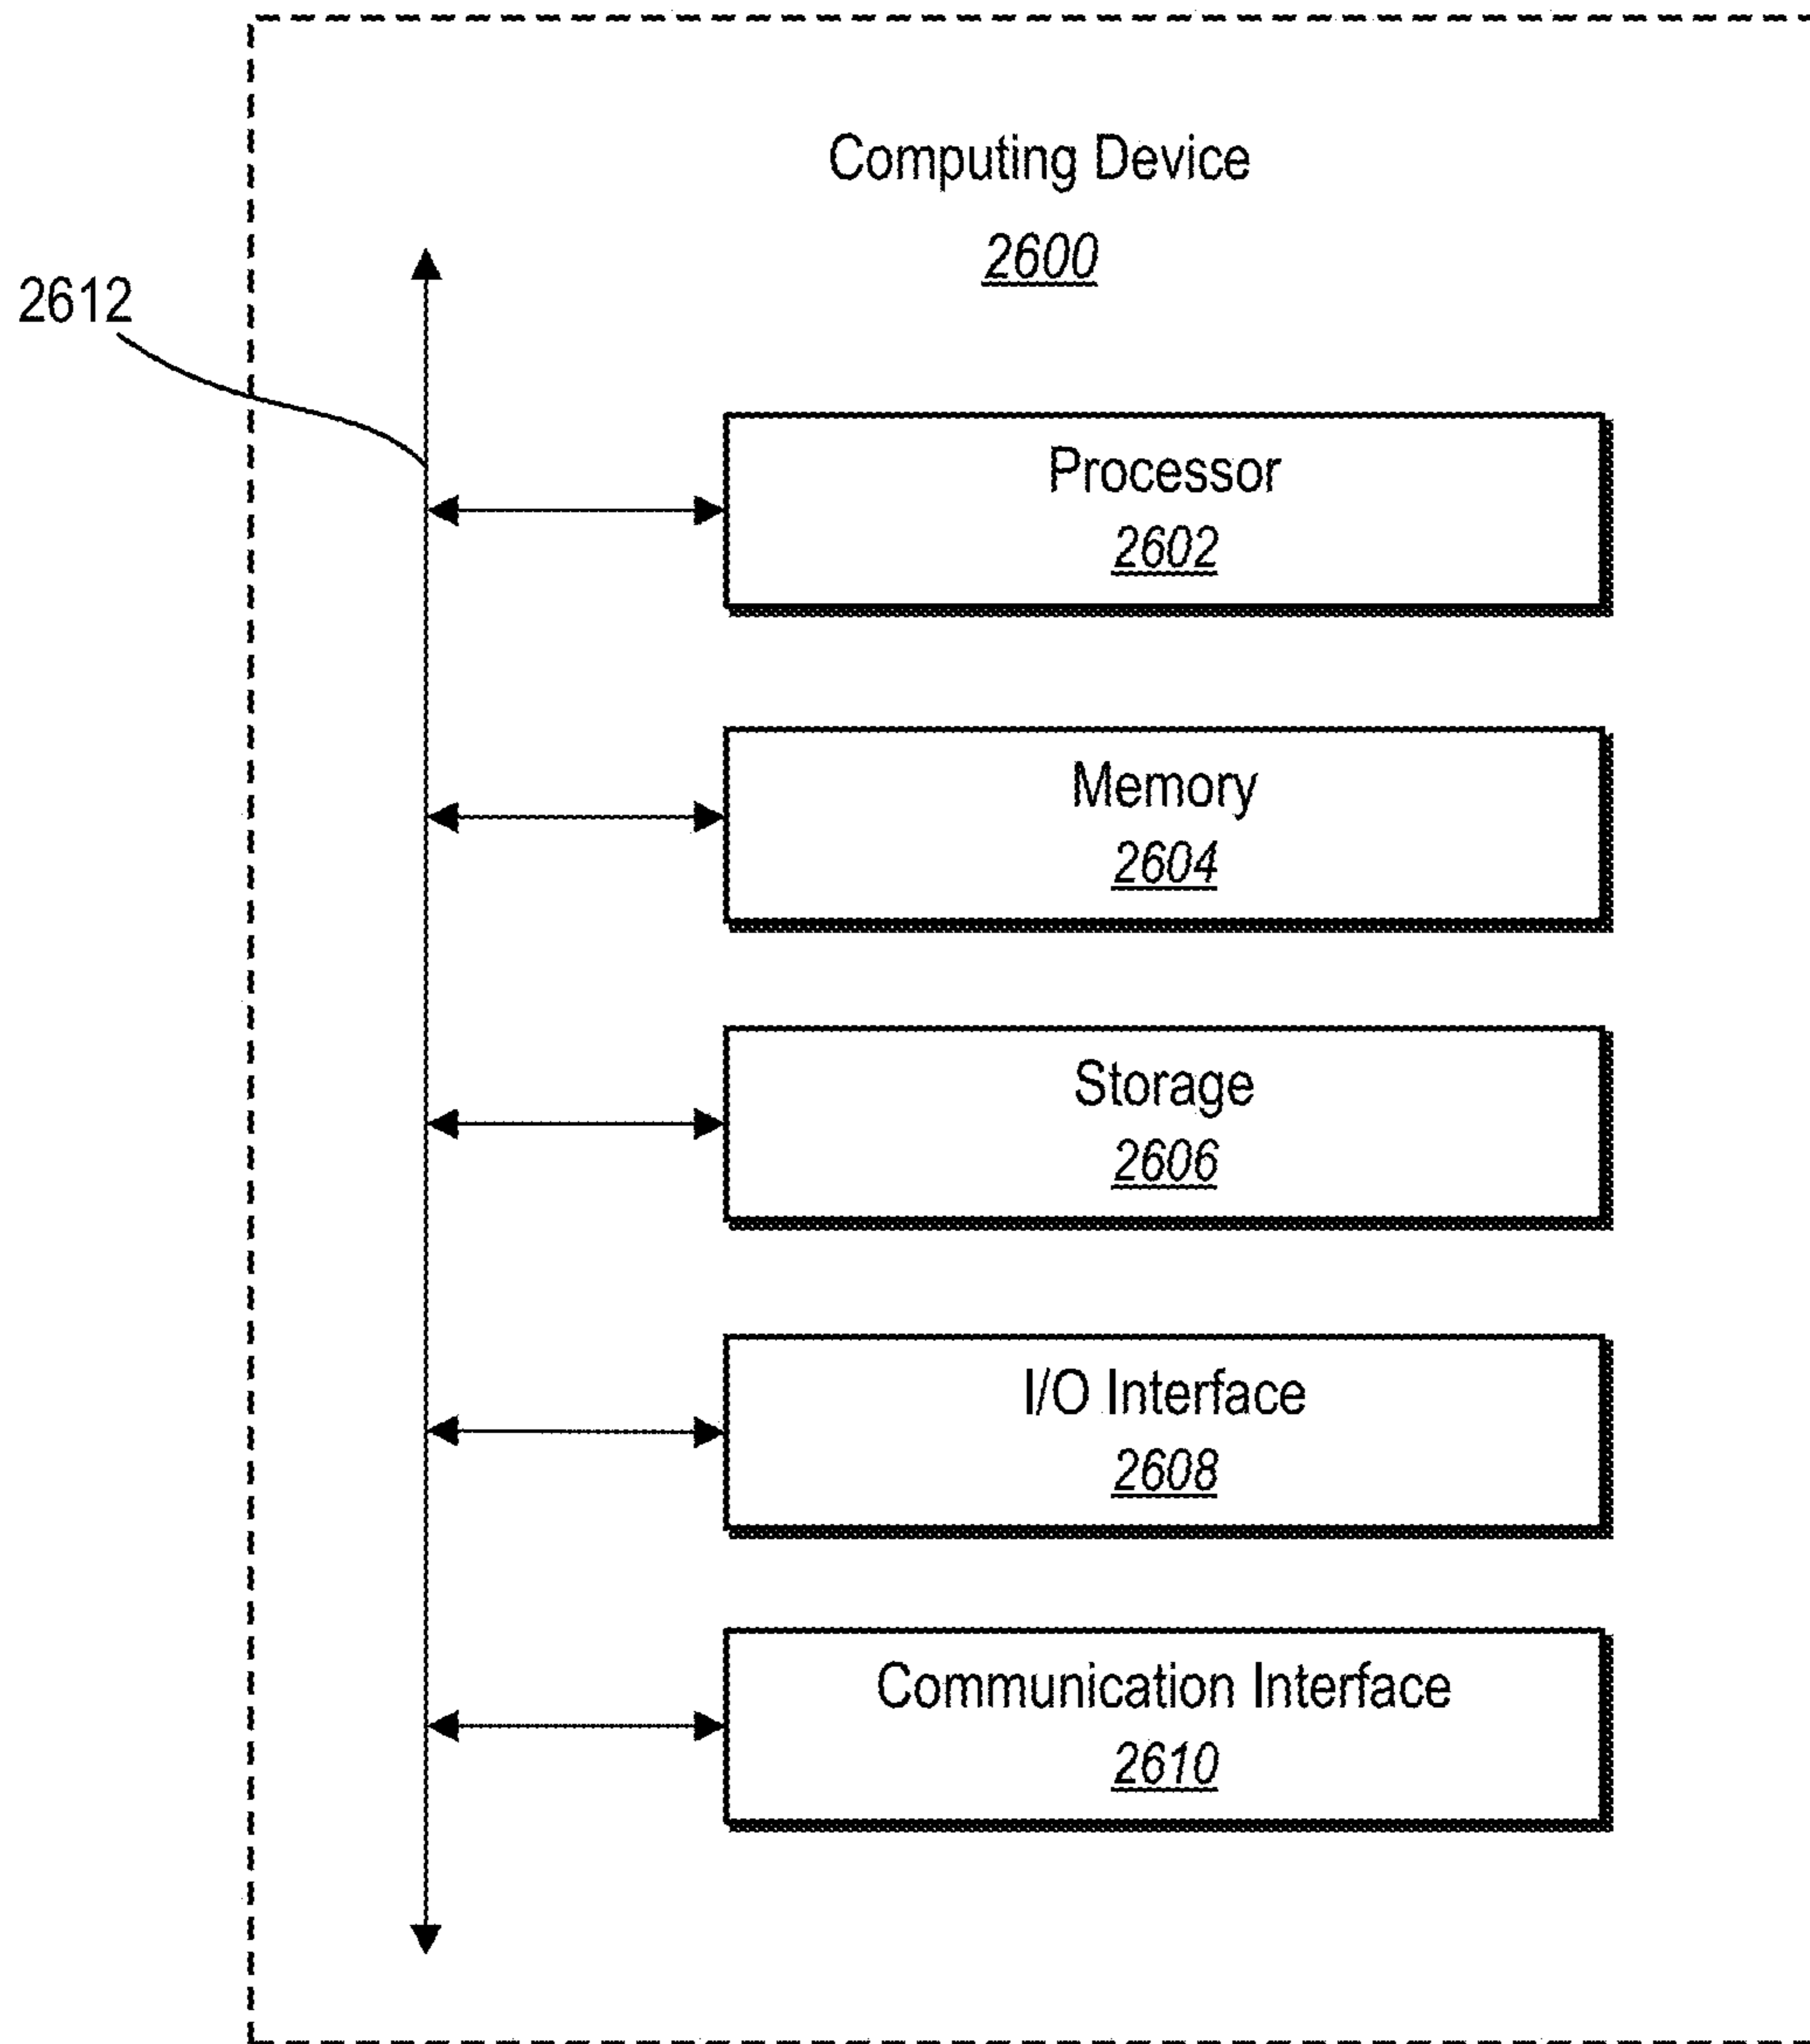 Computing Device
2600
2612
Processor
2602
Memory
2604
Storage
2606
I/O Interface
2608
Communication Interface
2610